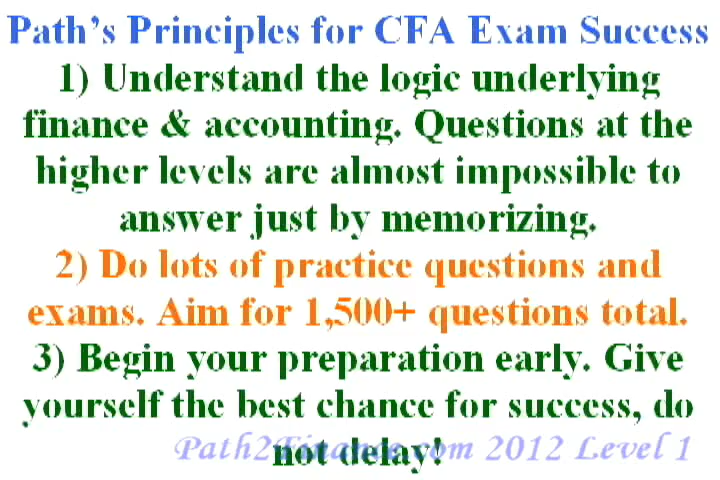 Path's Principles for CFA Exam Success
1) Understand the logic underlying
finance & accounting. Questions at the
higher levels are almost impossible to
answer just by memorizing.
2) Do lots of practice questions and
exams. Aim for 1,500+ questions total.
3) Begin your preparation early. Give
yourself the best chance for success, do
not delay!
Path2Finance.com 2012 Level 1